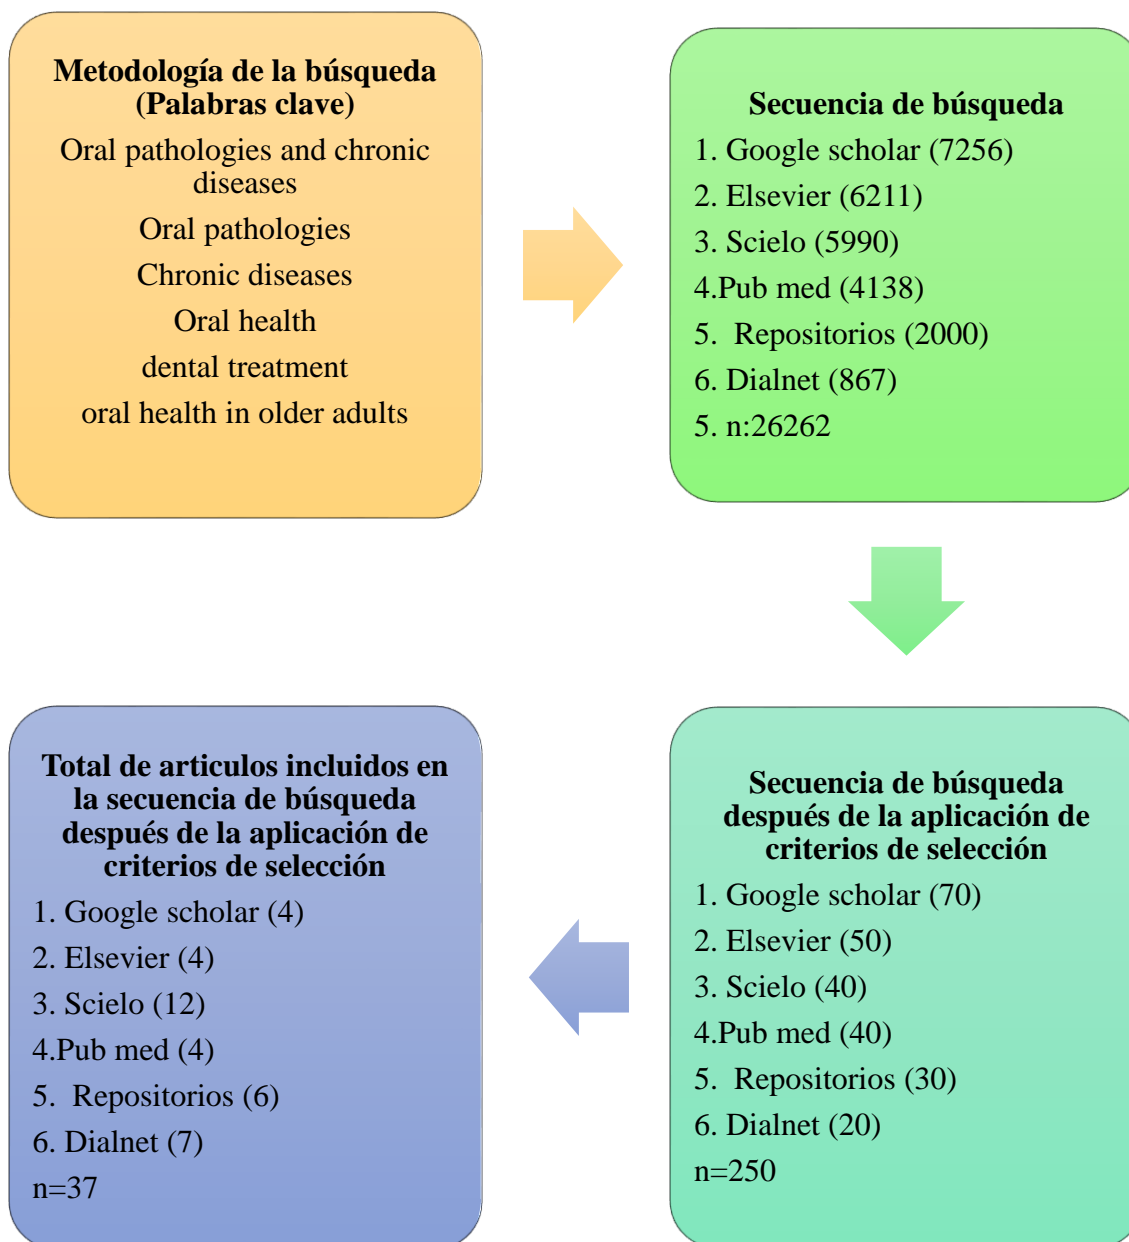 Metodología de la búsqueda
(Palabras clave)
Oral pathologies and chronic
diseases
Oral pathologies
Chronic diseases
Oral health
dental treatment
oral health in older adults
Secuencia de búsqueda
1. Google scholar (7256)
2. Elsevier (6211)
3. Scielo (5990)
4.Pub med (4138)
5.  Repositorios (2000)
6. Dialnet (867)
5. n:26262
Secuencia de búsqueda
después de la aplicación de
criterios de selección
1. Google scholar (70)
2. Elsevier (50)
3. Scielo (40)
4.Pub med (40)
5.  Repositorios (30)
6. Dialnet (20)
n=250
Total de articulos incluidos en
la secuencia de búsqueda
después de la aplicación de
criterios de selección
1. Google scholar (4)
2. Elsevier (4)
3. Scielo (12)
4.Pub med (4)
5.  Repositorios (6)
6. Dialnet (7)
n=37